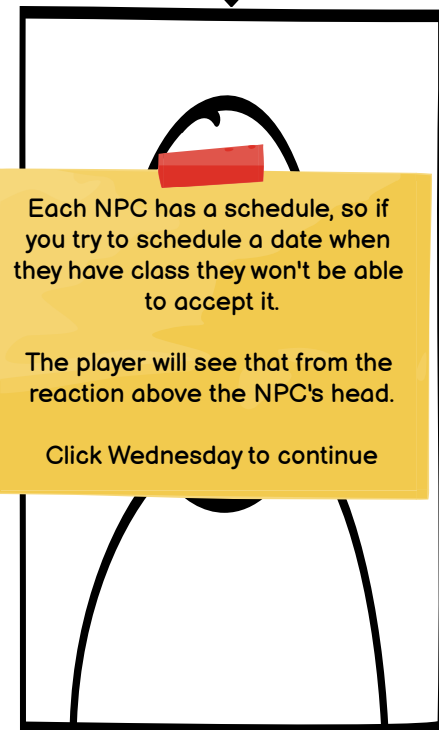 Each NPC has a schedule, so if
you try to schedule a date when
they have class they won't be able
to accept it.
The player will see that from the
reaction above the NPC's head.
Click Wednesday to continue